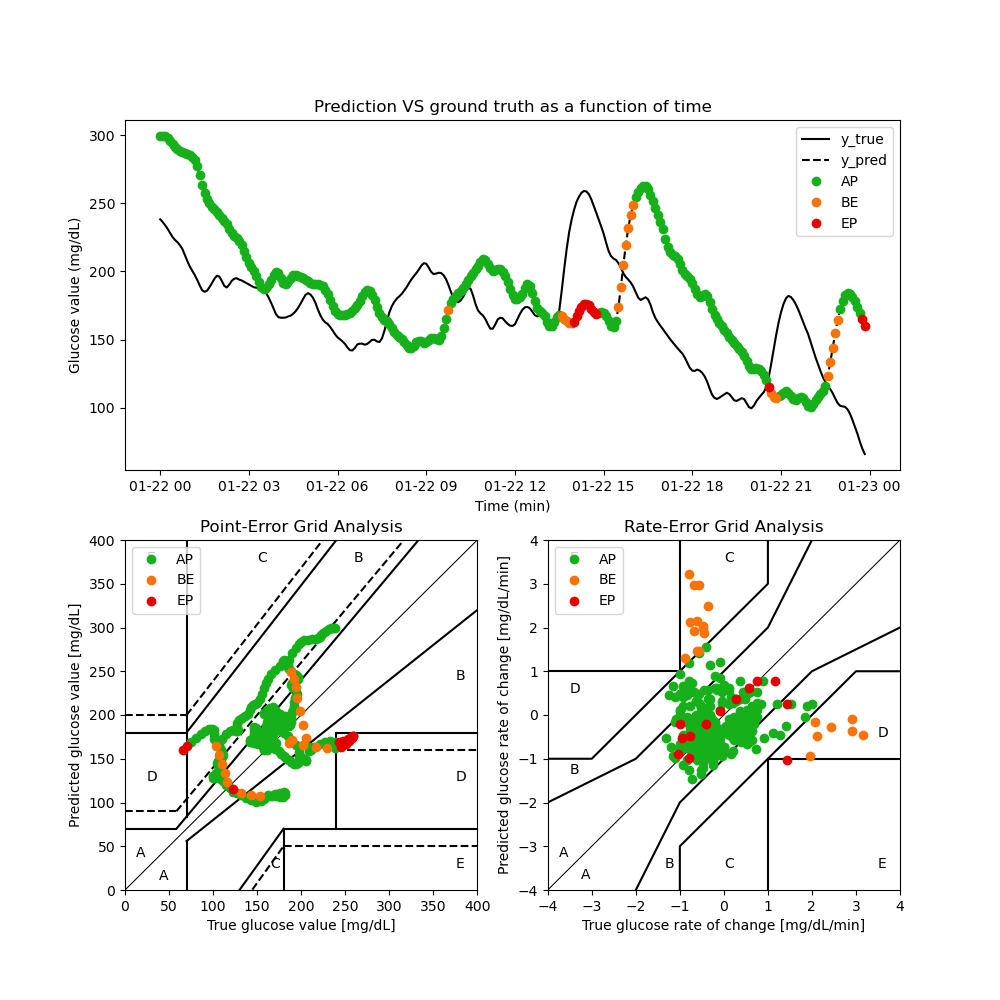 Prediction VS ground truth as a function of time
Glucose value (mg/dL)
300
250
200
150
100
y_true
y_pred
AP
BE
EP
01-22 00 01-22 03 01-22 06 01-22 09 01-22 12 01-22 15 01-22 18 01-22 21 01-23 00
Time (min)
Point-Error Grid Analysis
Predicted glucose value [mg/dL]
400
350
300
250
200
150
100
50
0
AP
BE
EP
C
B
B
D
D
A
A
C
E
0 50 100 150 200 250 300 350 400
True glucose value [mg/dL]
Rate-Error Grid Analysis
Predicted glucose rate of change [mg/dL/min]
4
3
2
1
0
−1
−2
−3
−4
AP
BE
EP
C
D
D
B
A
A
B
C
E
−4 −3 −2 −1 0 1 2 3 4
True glucose rate of change [mg/dL/min]